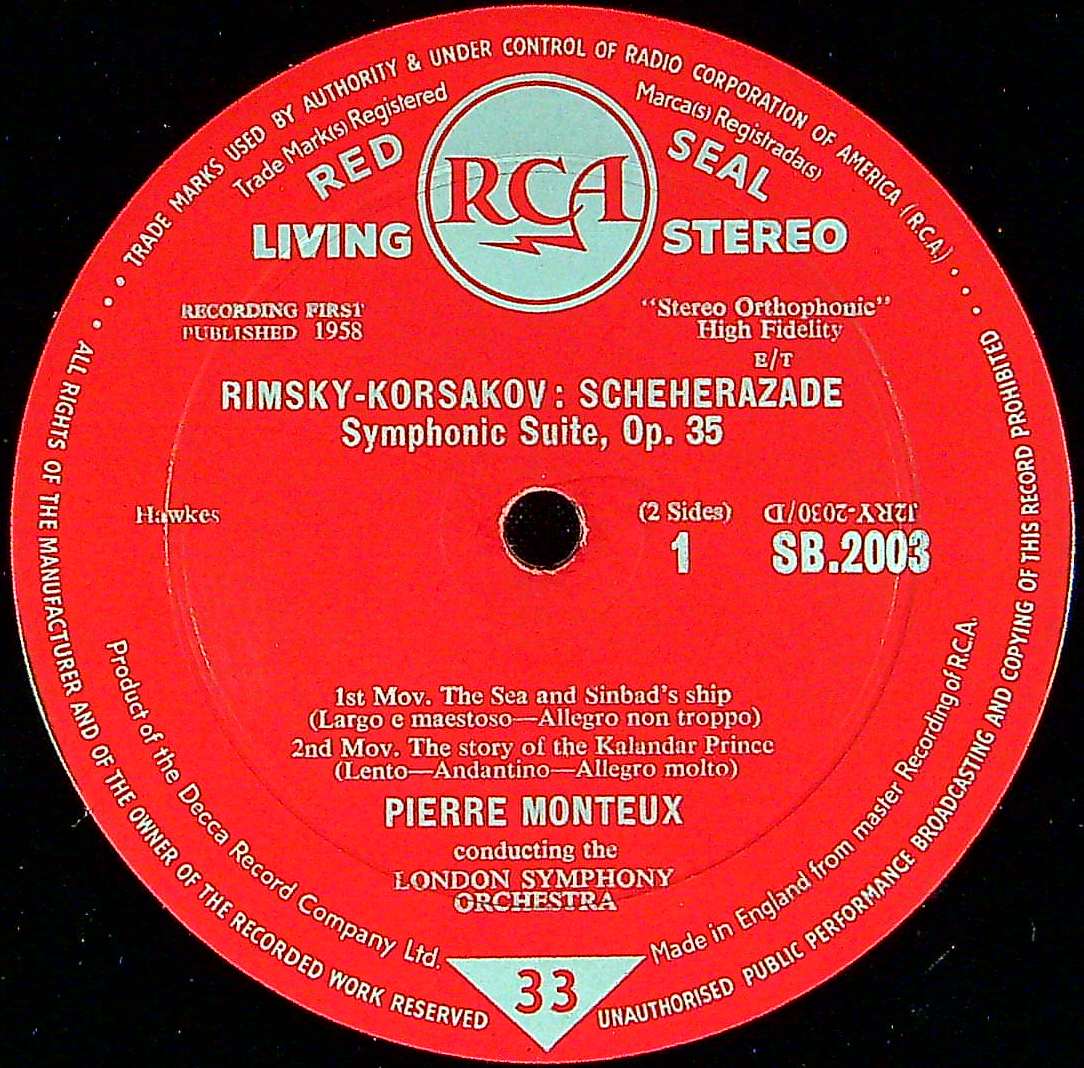 TRADE MARKS USED BY AUTHORITY & UNDER CONTROL OF RADIO CORPORATION OF AMERICA (R.C.A.)
Trade Mark(s) Registered
Marca(s) Registrada(s)
RED SEAL
RCA
LIVING STEREO
RECORDING FIRST
PUBLISHED 1958
"Stereo Orthophonic"
High Fidelity
E/T
RIMSKY-KORSAKOV : SCHEHERAZADE
Symphonic Suite, Op. 35
Hawkes
(2 Sides)
J2RY-2030/D
1
SB.2003
1st Mov. The Sea and Sinbad's ship
(Largo e maestoso—Allegro non troppo)
2nd Mov. The story of the Kalandar Prince
(Lento—Andantino—Allegro molto)
PIERRE MONTEUX
conducting the
LONDON SYMPHONY
ORCHESTRA
Product of the Decca Record Company Ltd.
Made in England from master Recording of R.C.A.
33
ALL RIGHTS OF THE MANUFACTURER AND OF THE OWNER OF THE RECORDED WORK RESERVED
UNAUTHORISED PUBLIC PERFORMANCE BROADCASTING AND COPYING OF THIS RECORD PROHIBITED